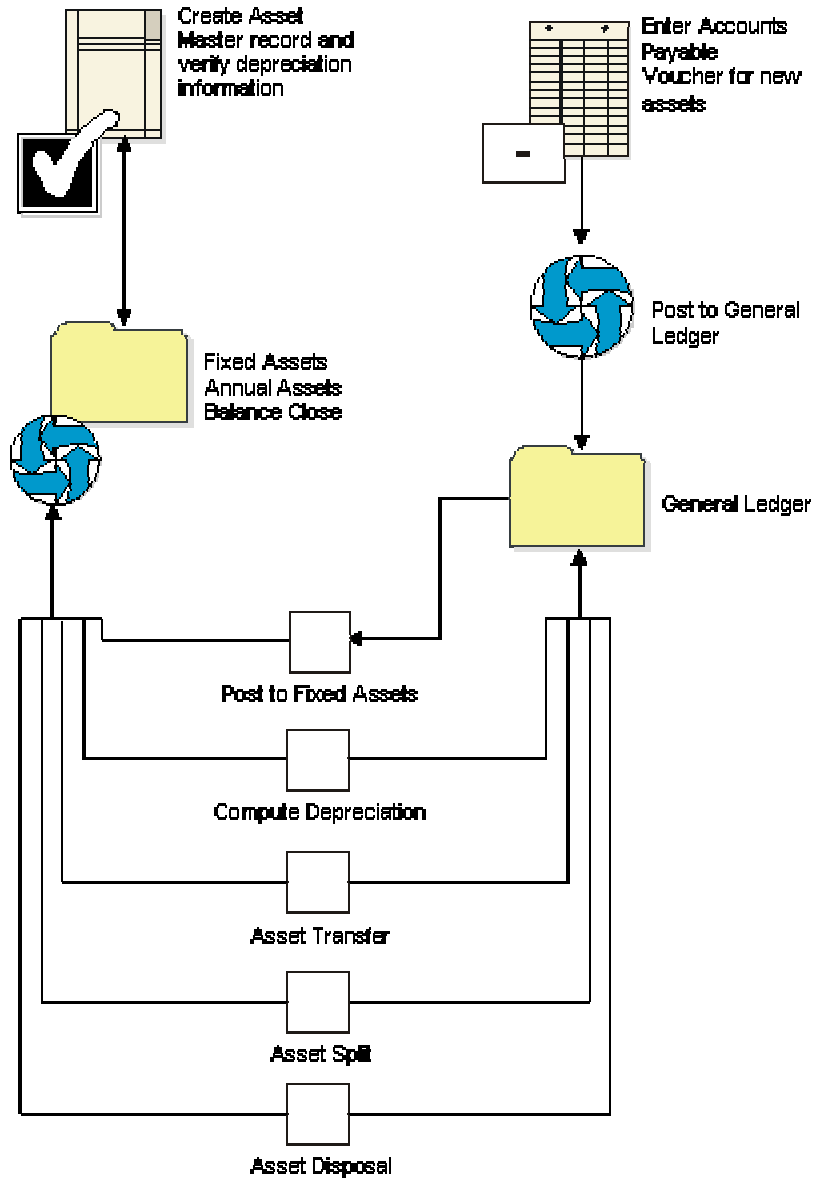 Create Asset
Master record and
verify depreciation
information
Enter Accounts
Payable
Voucher for new
assets
Post to General
Ledger
Fixed Assets
Annual Assets
Balance Close
General Ledger
Post to Fixed Assets
Compute Depreciation
Asset Transfer
Asset Split
Asset Disposal